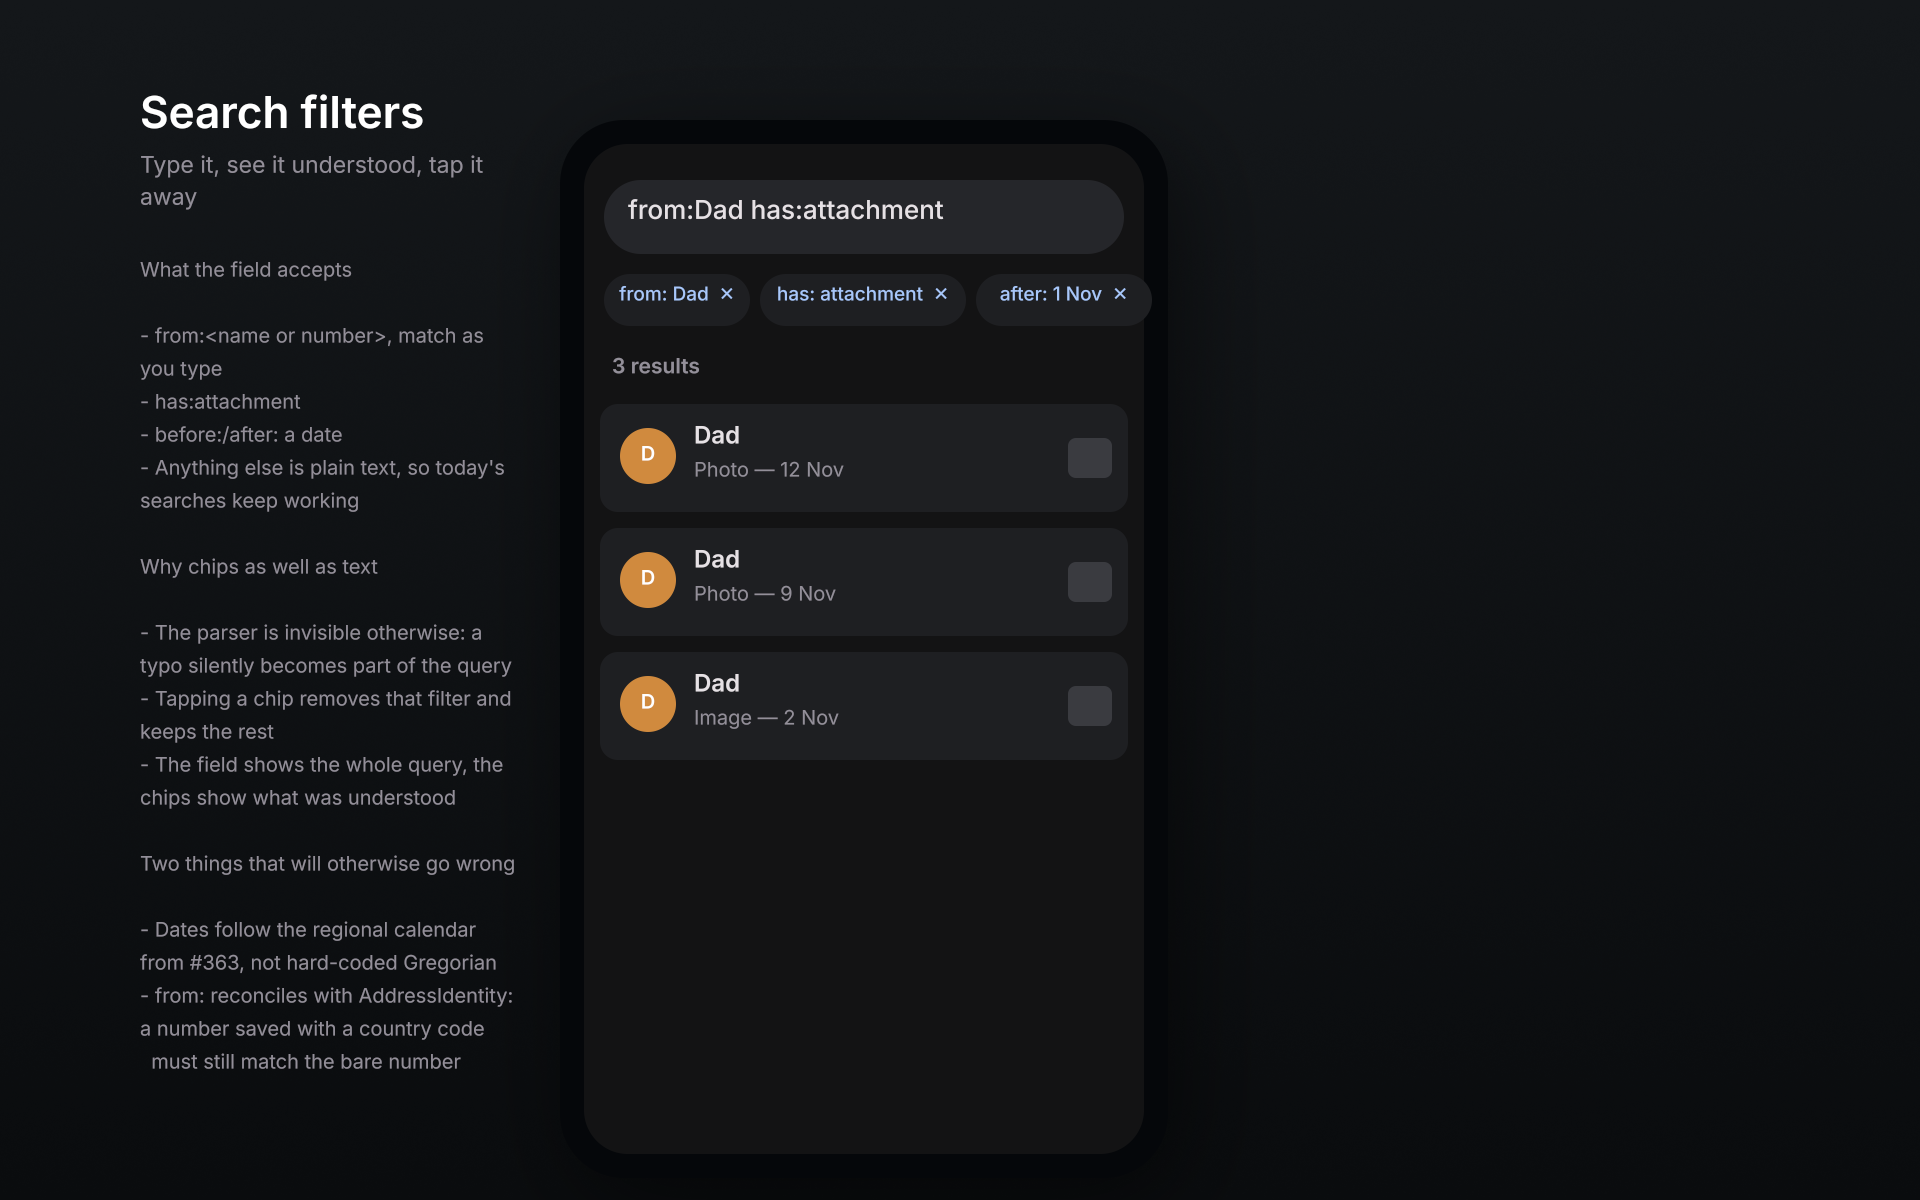 Search filters
Type it, see it understood, tap it
away
What the field accepts
- from:<name or number>, match as
you type
- has:attachment
- before:/after: a date
- Anything else is plain text, so today's
searches keep working
Why chips as well as text
- The parser is invisible otherwise: a
typo silently becomes part of the query
- Tapping a chip removes that filter and
keeps the rest
- The field shows the whole query, the
chips show what was understood
Two things that will otherwise go wrong
- Dates follow the regional calendar
from #363, not hard-coded Gregorian
- from: reconciles with AddressIdentity:
a number saved with a country code
must still match the bare number
from:Dad has:attachment
from: Dad ✕ has: attachment ✕ after: 1 Nov ✕
3 results
D
Dad
Photo — 12 Nov
D
Dad
Photo — 9 Nov
D
Dad
Image — 2 Nov